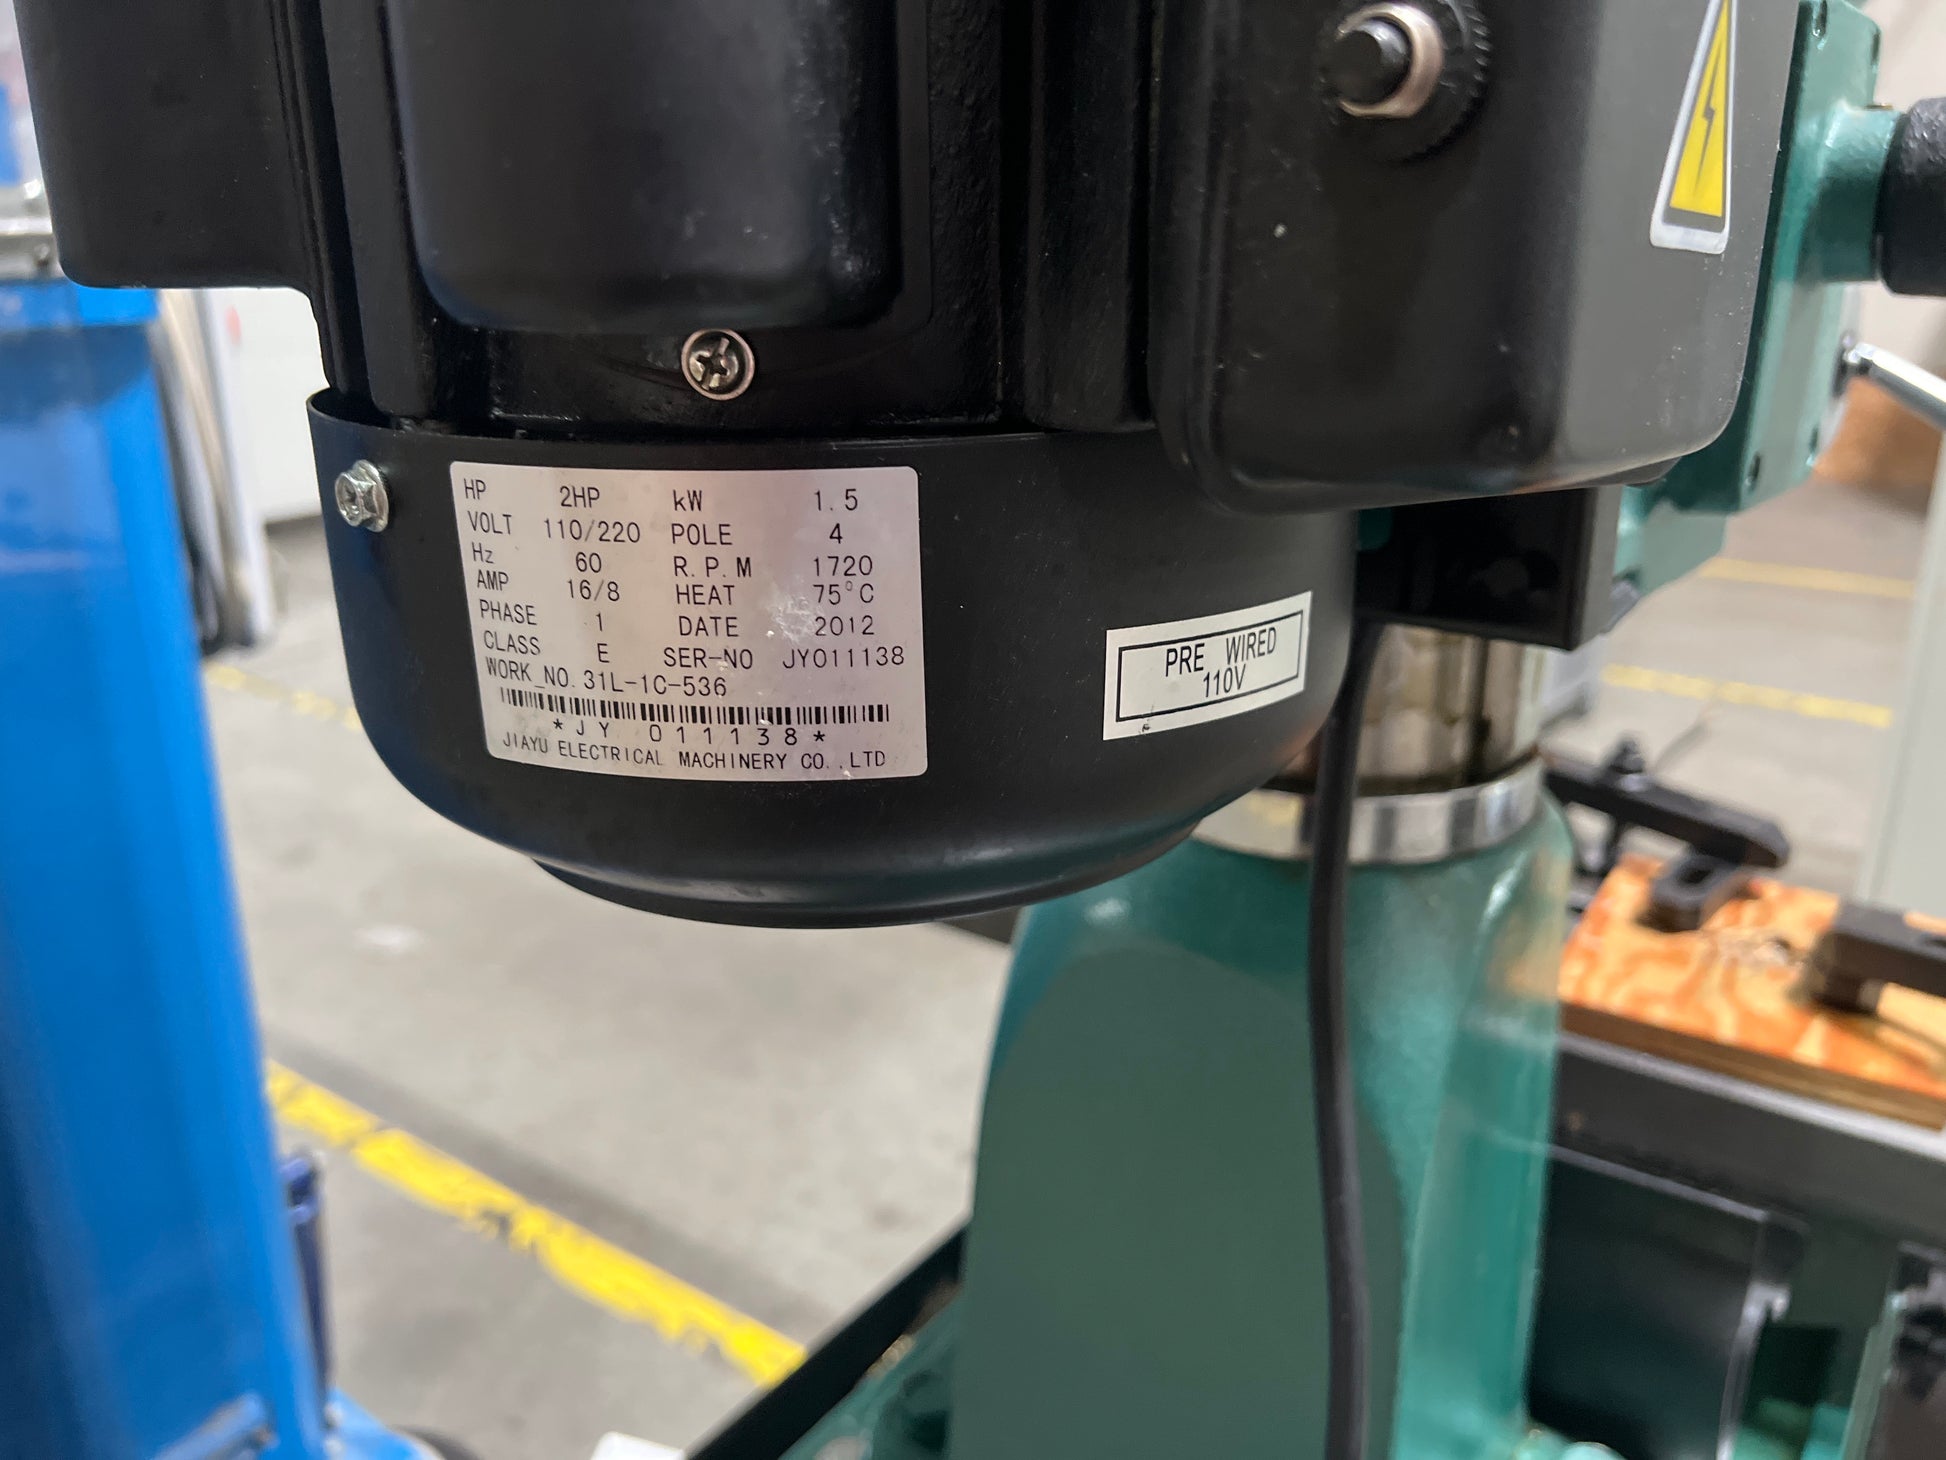 HP 2HP kW 1.5
VOLT 110/220 POLE 4
Hz 60 R.P.M 1720
AMP 16/8 HEAT 75°C
PHASE 1 DATE 2012
CLASS E SER-NO JY011138
WORK_NO.31L-1C-536
*JY 011138*
JIAYU ELECTRICAL MACHINERY CO.,LTD
PRE WIRED
110V